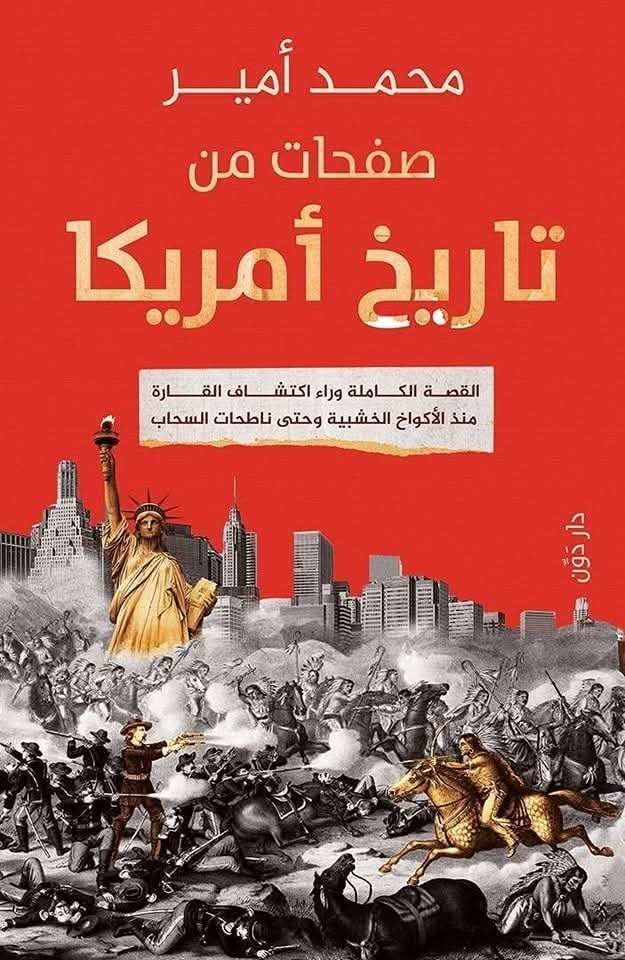 محمد أمير
صفحات من
تاريخ أمريكا
القصة الكاملة وراء اكتشاف القارة
منذ الأكواخ الخشبية وحتى ناطحات السحاب
دار دَوِّن